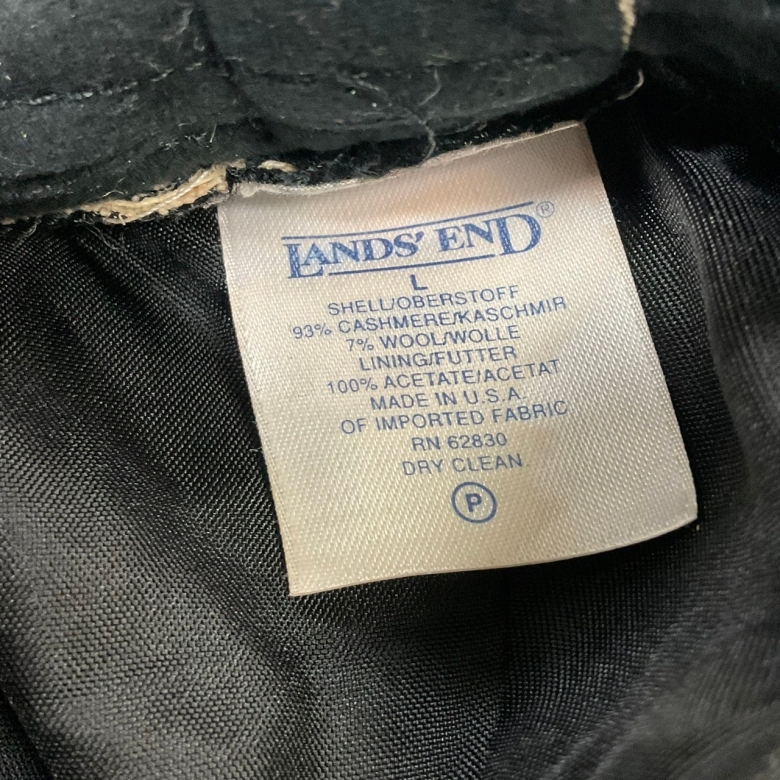 LANDS' END®
L
SHELL/OBERSTOFF
93% CASHMERE/KASCHMIR
7% WOOL/WOLLE
LINING/FUTTER
100% ACETATE/ACETAT
MADE IN U.S.A.
OF IMPORTED FABRIC
RN 62830
DRY CLEAN
P